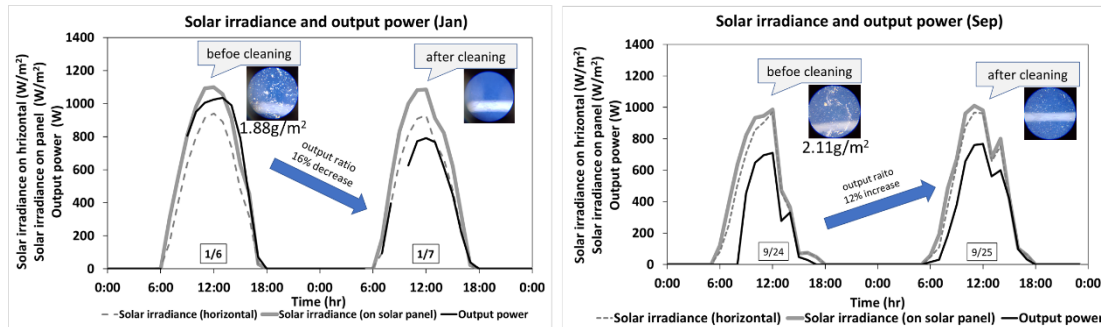 Solar irradiance and output power (Jan)
Solar irradiance on hrizontal (W/m²)
Solar irradiance on panel (W/m²)
Output power (W)
1400
1200
1000
800
600
400
200
0
befoe cleaning
1.88g/m²
after cleaning
output ratio
16% decrease
1/6
1/7
0:00 6:00 12:00 18:00 0:00 6:00 12:00 18:00 0:00
Time (hr)
Solar irradiance (horizontal) Solar irradiance (on solar panel) Output power
Solar irradiance and output power (Sep)
Solar irradiance on hrizontal (W/m²)
Solar irradiance on panel (W/m²)
Output power (W)
1400
1200
1000
800
600
400
200
0
befoe cleaning
2.11g/m²
after cleaning
output raito
12% increase
9/24
9/25
0:00 6:00 12:00 18:00 0:00 6:00 12:00 18:00 0:00
Time (hr)
Solar irradiance (horizontal) Solar irradiance (on solar panel) Output power